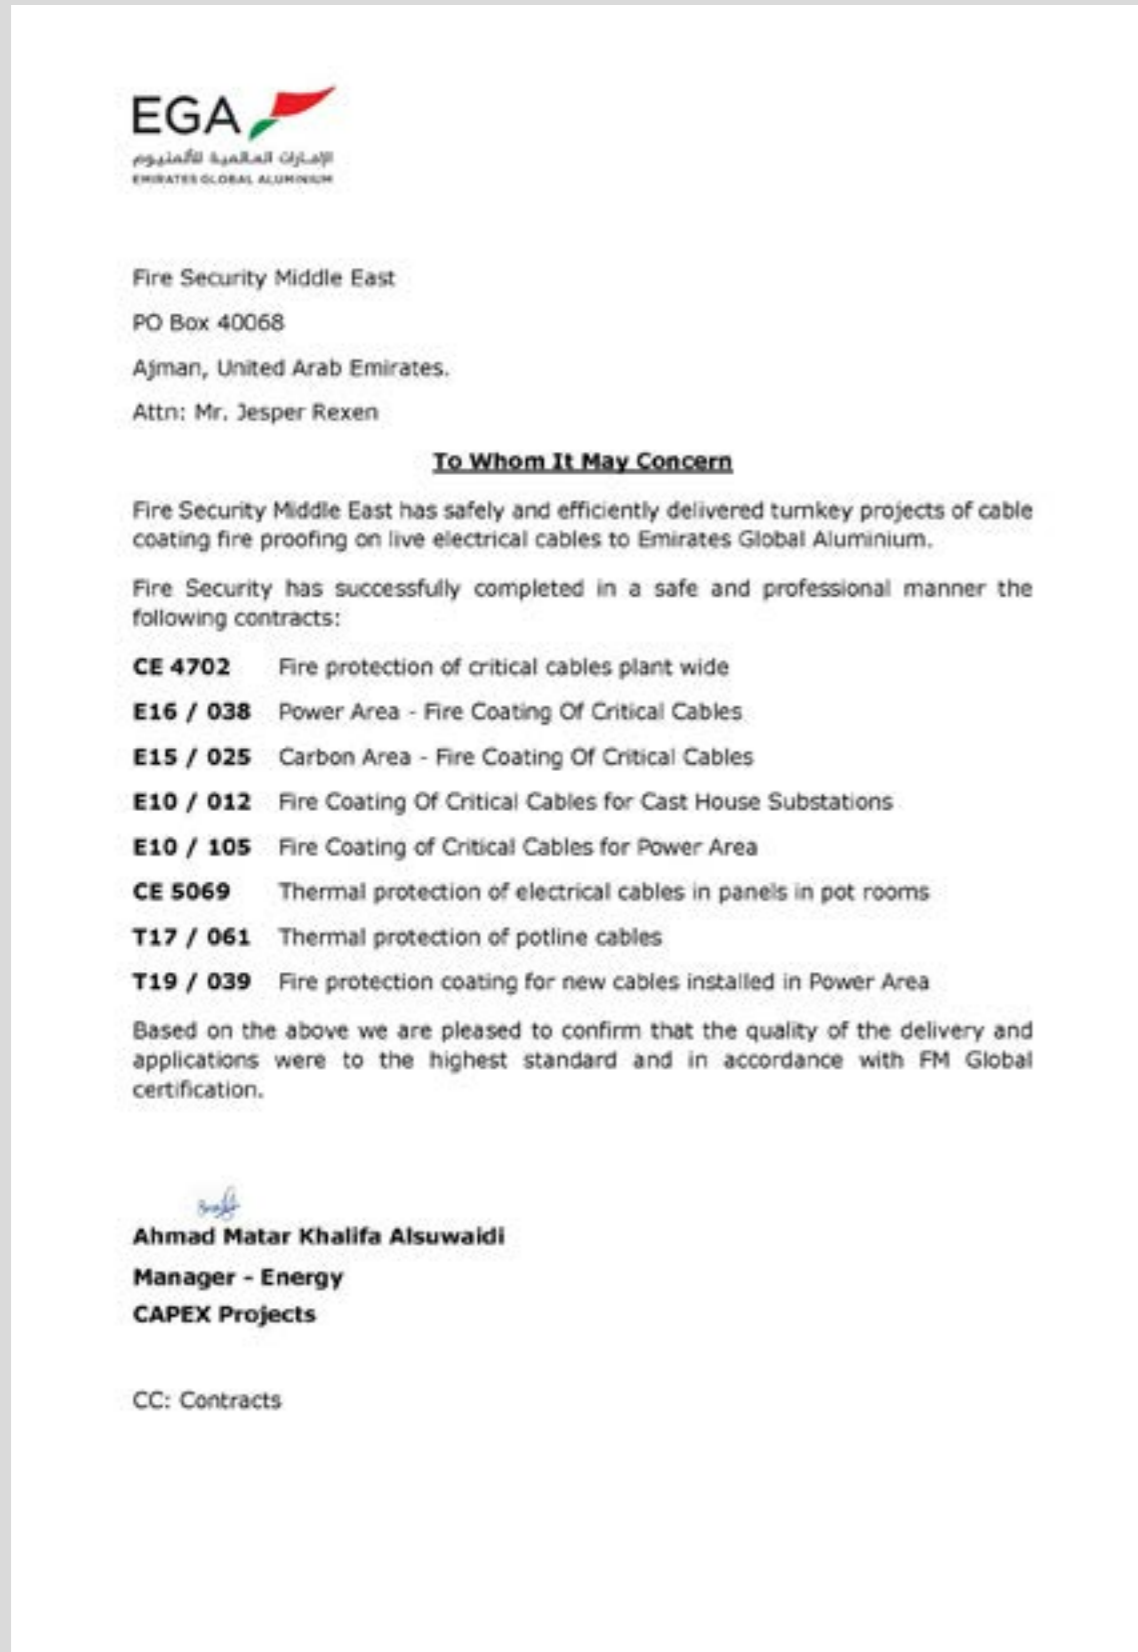 EGA
الإمارات العالمية للألمنيوم
EMIRATES GLOBAL ALUMINIUM
Fire Security Middle East
PO Box 40068
Ajman, United Arab Emirates.
Attn: Mr. Jesper Rexen
To Whom It May Concern
Fire Security Middle East has safely and efficiently delivered turnkey projects of cable
coating fire proofing on live electrical cables to Emirates Global Aluminium.
Fire Security has successfully completed in a safe and professional manner the
following contracts:
CE 4702 Fire protection of critical cables plant wide
E16 / 038 Power Area - Fire Coating Of Critical Cables
E15 / 025 Carbon Area - Fire Coating Of Critical Cables
E10 / 012 Fire Coating Of Critical Cables for Cast House Substations
E10 / 105 Fire Coating of Critical Cables for Power Area
CE 5069 Thermal protection of electrical cables in panels in pot rooms
T17 / 061 Thermal protection of potline cables
T19 / 039 Fire protection coating for new cables installed in Power Area
Based on the above we are pleased to confirm that the quality of the delivery and
applications were to the highest standard and in accordance with FM Global
certification.
Ahmad Matar Khalifa Alsuwaidi
Manager - Energy
CAPEX Projects
CC: Contracts